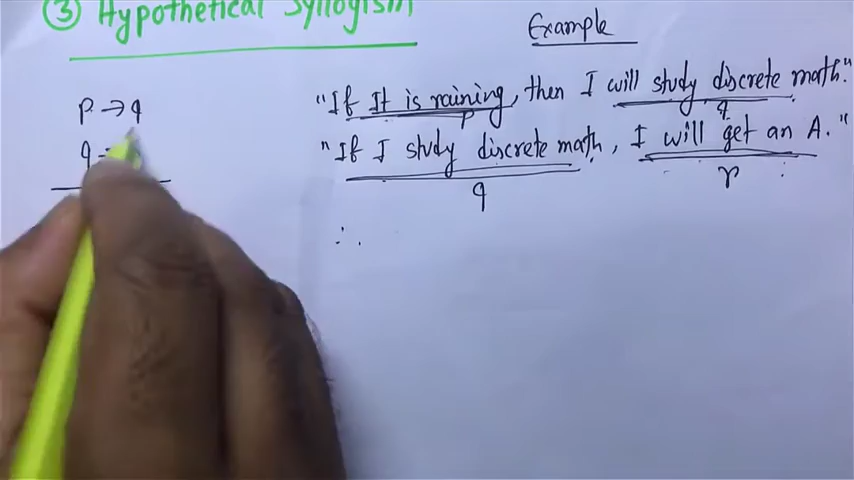 ③ Hypothetical Syllogism
Example
p → q
q →
"If It is raining, then I will study discrete math."
p
q
"If I study discrete math, I will get an A."
q
r
∴